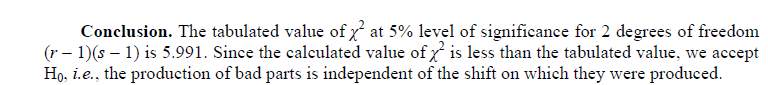 Conclusion. The tabulated value of χ² at 5% level of significance for 2 degrees of freedom
(r – 1)(s – 1) is 5.991. Since the calculated value of χ² is less than the tabulated value, we accept
H₀, i.e., the production of bad parts is independent of the shift on which they were produced.